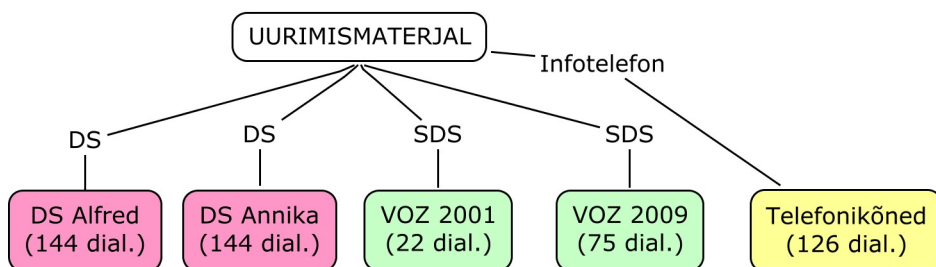 UURIMISMATERJAL
Infotelefon
DS
DS
SDS
SDS
DS Alfred
(144 dial.)
DS Annika
(144 dial.)
VOZ 2001
(22 dial.)
VOZ 2009
(75 dial.)
Telefonikõned
(126 dial.)